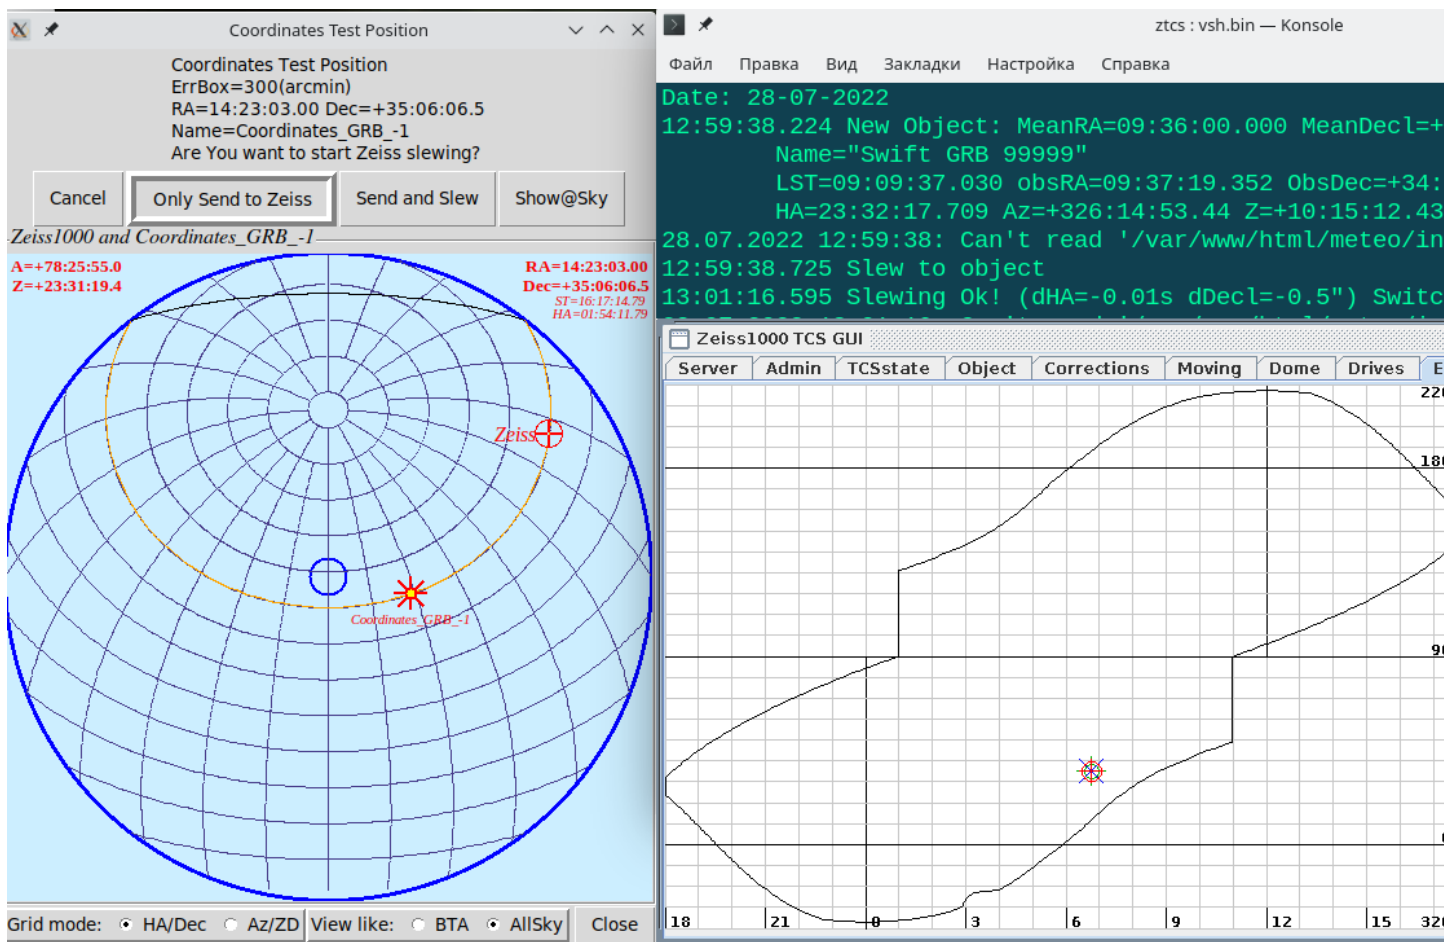 Coordinates Test Position
Coordinates Test Position
ErrBox=300(arcmin)
RA=14:23:03.00 Dec=+35:06:06.5
Name=Coordinates_GRB_-1
Are You want to start Zeiss slewing?
Cancel Only Send to Zeiss Send and Slew Show@Sky
Zeiss1000 and Coordinates_GRB_-1
A=+78:25:55.0 RA=14:23:03.00
Z=+23:31:19.4 Dec=+35:06:06.5
ST=16:17:14.79
HA=01:54:11.79
Zeiss
Coordinates_GRB_-1
Grid mode: HA/Dec Az/ZD View like: BTA AllSky Close
ztcs : vsh.bin — Konsole
Файл Правка Вид Закладки Настройка Справка
Date: 28-07-2022
12:59:38.224 New Object: MeanRA=09:36:00.000 MeanDecl=+
Name="Swift GRB 99999"
LST=09:09:37.030 obsRA=09:37:19.352 ObsDec=+34:
HA=23:32:17.709 Az=+326:14:53.44 Z=+10:15:12.43
28.07.2022 12:59:38: Can't read '/var/www/html/meteo/in
12:59:38.725 Slew to object
13:01:16.595 Slewing Ok! (dHA=-0.01s dDecl=-0.5") Switc
Zeiss1000 TCS GUI
Server Admin TCSstate Object Corrections Moving Dome Drives E
220
180
90
0
18 21 0 3 6 9 12 15 320